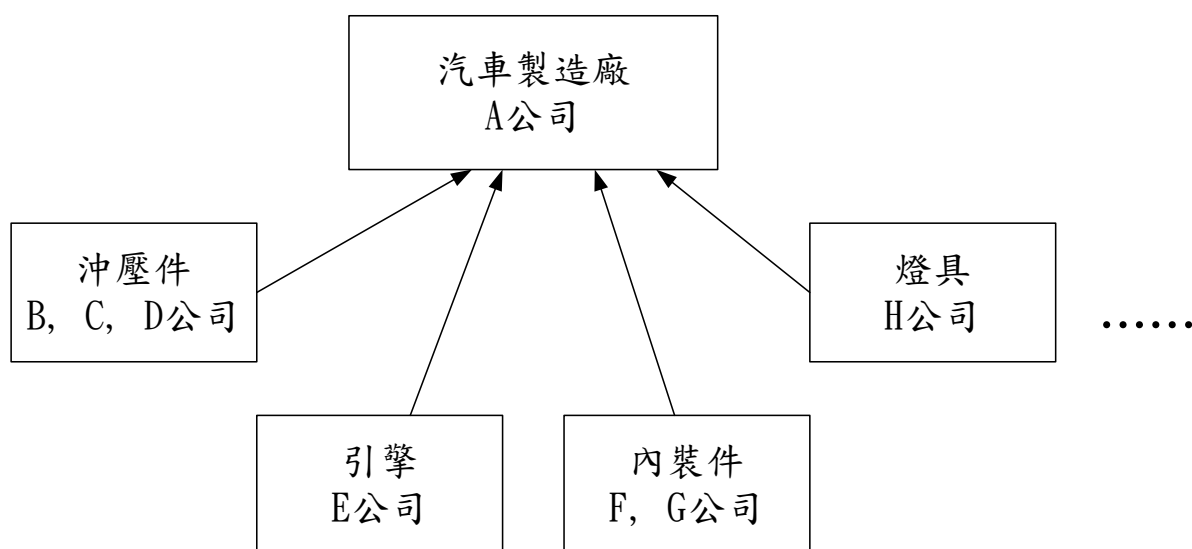 汽車製造廠
A公司
沖壓件
B, C, D公司
燈具
H公司
......
引擎
E公司
內裝件
F, G公司